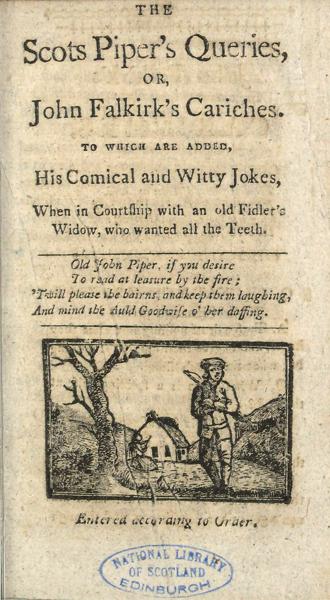 THE
Scots Piper's Queries,
OR,
John Falkirk's Cariches.
TO WHICH ARE ADDED,
His Comical and Witty Jokes,
When in Courtſhip with an old Fidler's
Widow, who wanted all the Teeth.
Old John Piper, if you desire
To read at leasure by the fire;
'Twill please the bairns, and keep them laughing,
And mind the Auld Goodwife o' her daffing.
Entered according to Order.
NATIONAL LIBRARY
OF SCOTLAND
EDINBURGH